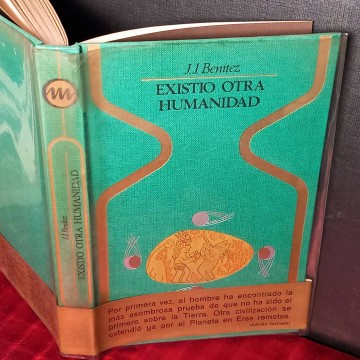 J.J Benítez
EXISTIO OTRA
HUMANIDAD
J.J. Benítez
EXISTIO OTRA HUMANIDAD
Por primera vez, el hombre ha encontrado la
más asombrosa prueba de que no ha sido el
primero sobre la Tierra. Otra civilización se
extendió ya por el Planeta en Eras remotas.